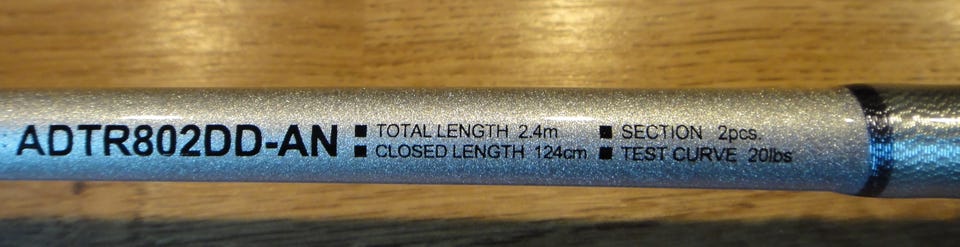 ADTR802DD-AN
■ TOTAL LENGTH 2.4m ■ SECTION 2pcs.
■ CLOSED LENGTH 124cm ■ TEST CURVE 20lbs